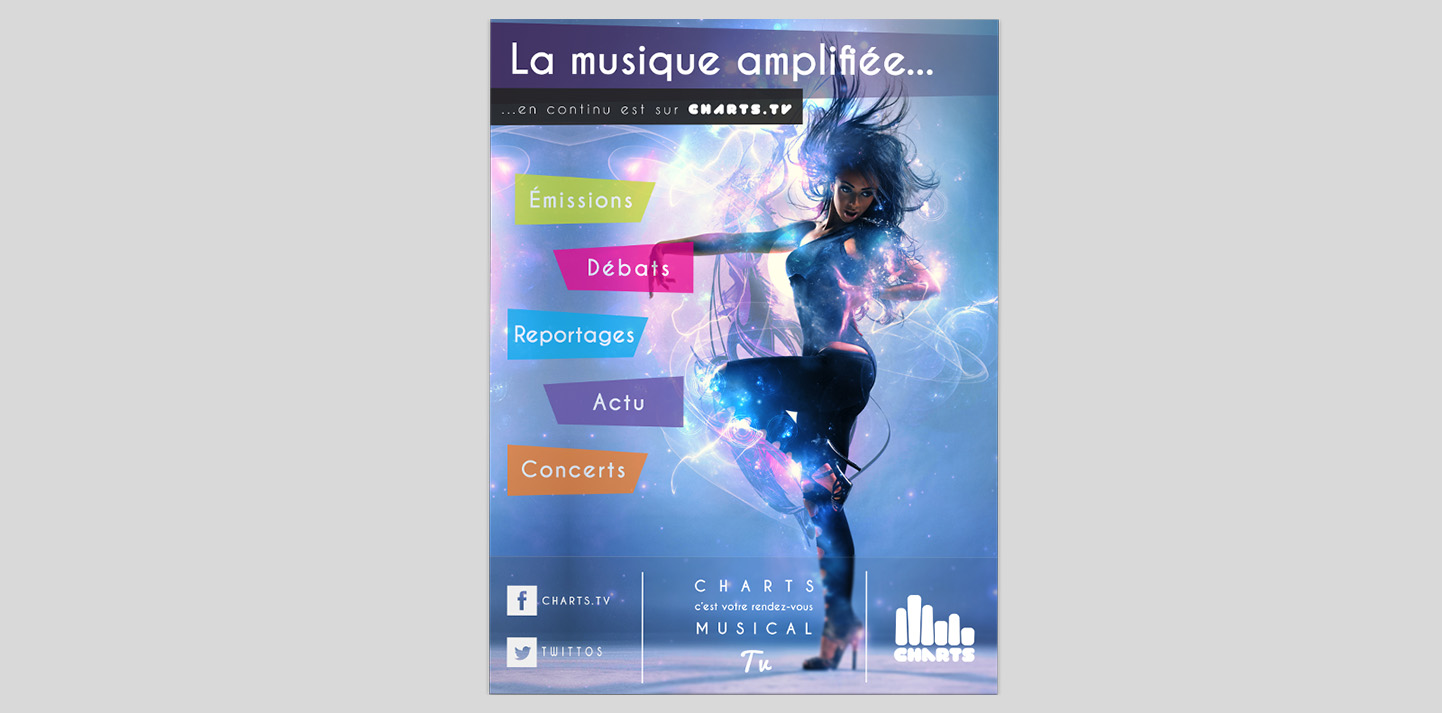 La musique amplifiée...
...en continu est sur CHARTS.TV
Émissions
Débats
Reportages
Actu
Concerts
CHARTS.TV
TWITTOS
CHARTS
c'est votre rendez-vous
MUSICAL
Tv
CHARTS